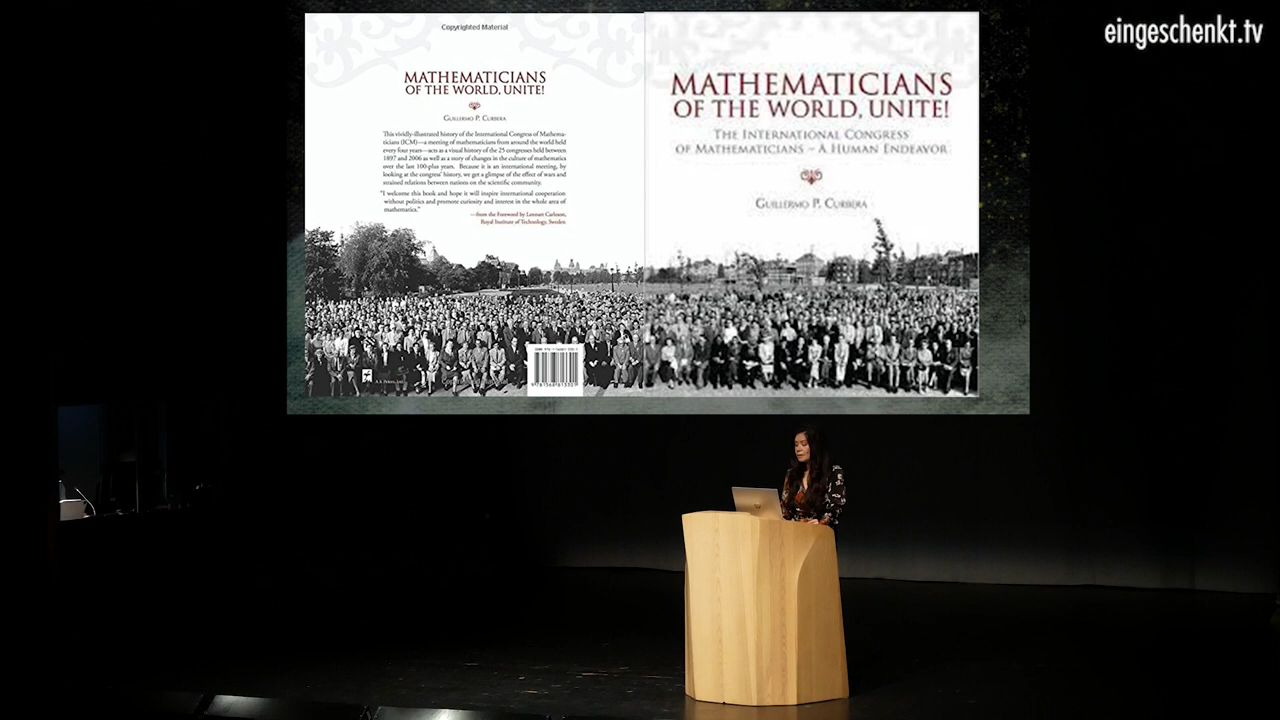 eingeschenkt.tv
Copyrighted Material
MATHEMATICIANS
OF THE WORLD, UNITE!
GUILLERMO P. CURBERA
This vividly-illustrated history of the International Congress of Mathema-
ticians (ICM)—a meeting of mathematicians from around the world held
every four years—acts as a visual history of the 25 congresses held between
1897 and 2006 as well as a story of changes in the culture of mathematics
over the last 100-plus years. Because it is an international meeting, by
looking at the congress' history, we get a glimpse of the effect of wars and
strained relations between nations on the scientific community.
"I welcome this book and hope it will inspire international cooperation
without politics and promote curiosity and interest in the whole area of
mathematics."
—from the Foreword by Lennart Carleson,
Royal Institute of Technology, Sweden
A K Peters, Ltd.
MATHEMATICIANS
OF THE WORLD, UNITE!
THE INTERNATIONAL CONGRESS
OF MATHEMATICIANS – A HUMAN ENDEAVOR
GUILLERMO P. CURBERA